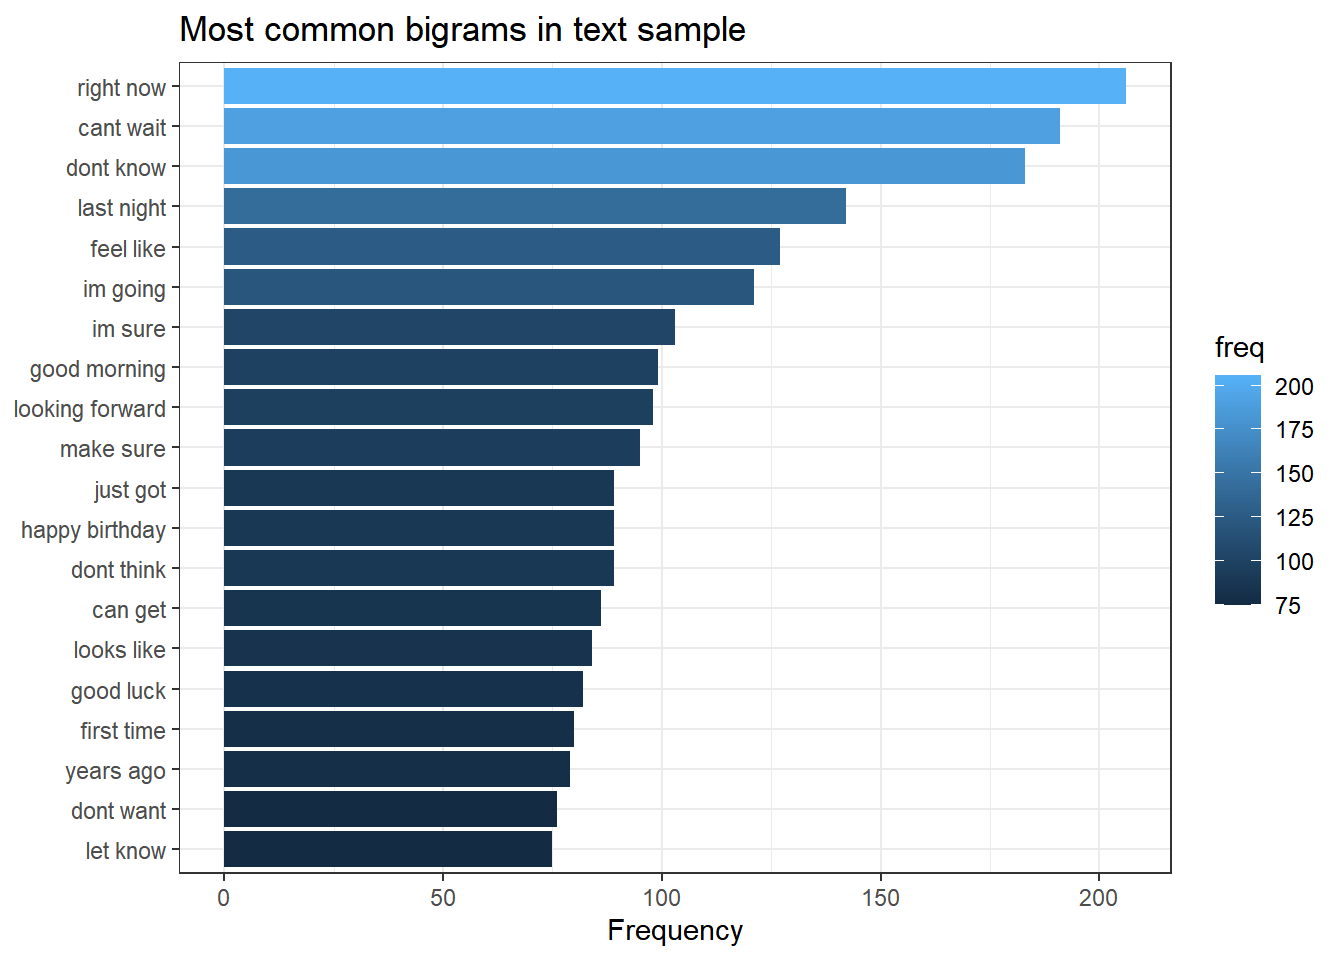 Most common bigrams in text sample
right now
cant wait
dont know
last night
feel like
im going
im sure
good morning
looking forward
make sure
just got
happy birthday
dont think
can get
looks like
good luck
first time
years ago
dont want
let know
0 50 100 150 200
Frequency
freq
200
175
150
125
100
75